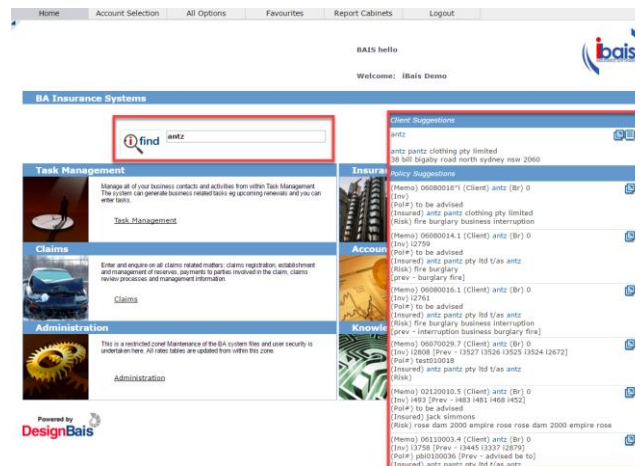 Home Account Selection All Options Favourites Report Cabinets Logout
BAIS hello
ibais
Welcome: iBais Demo
BA Insurance Systems
find antz
Task Management
Manage all of your business contacts and activities from within Task Management
The system can generate business related tasks eg upcoming renewals and you can
enter tasks.
Task Management
Claims
Enter and enquire on all claims related matters: claims registration, establishment
and management of reserves, payments to parties involved in the claim, claims
review processes and management information.
Claims
Administration
This is a restricted zone! Maintenance of the BA system files and user security is
undertaken here. All rates tables are updated from within this zone.
Administration
Powered by
DesignBais
Insura
Accou
Knowle
Client Suggestions
antz
antz pantz clothing pty limited
38 bill bigaby road north sydney nsw 2060
Policy Suggestions
(Memo) 06080016*i (Client) antz (Br) 0
(Inv)
(Pol#) to be advised
(Insured) antz pantz clothing pty limited
(Risk) fire burglary business interruption
(Memo) 06080014.1 (Client) antz (Br) 0
(Inv) i2759
(Pol#) to be advised
(Insured) antz pantz pty ltd t/as antz
(Risk) fire burglary
[prev - burglary fire]
(Memo) 06080016.1 (Client) antz (Br) 0
(Inv) i2761
(Pol#) to be advised
(Insured) antz pantz pty ltd t/as antz
(Risk) fire burglary business interruption
[prev - interruption business burglary fire]
(Memo) 06070029.7 (Client) antz (Br) 0
(Inv) i2808 [Prev - i3527 i3526 i3525 i3524 i2672]
(Pol#) test010018
(Insured) antz pantz pty ltd t/as antz
(Risk)
(Memo) 02120010.5 (Client) antz (Br) 0
(Inv) i493 [Prev - i483 i481 i468 i452]
(Pol#) to be advised
(Insured) jack simmons
(Risk) rose dam 2000 empire rose rose dam 2000 empire rose
(Memo) 06110003.4 (Client) antz (Br) 0
(Inv) i3758 [Prev - i3445 i3337 i2879]
(Pol#) pbl0100036 [Prev - advised be to]
(Insured) antz pantz pty ltd t/as antz